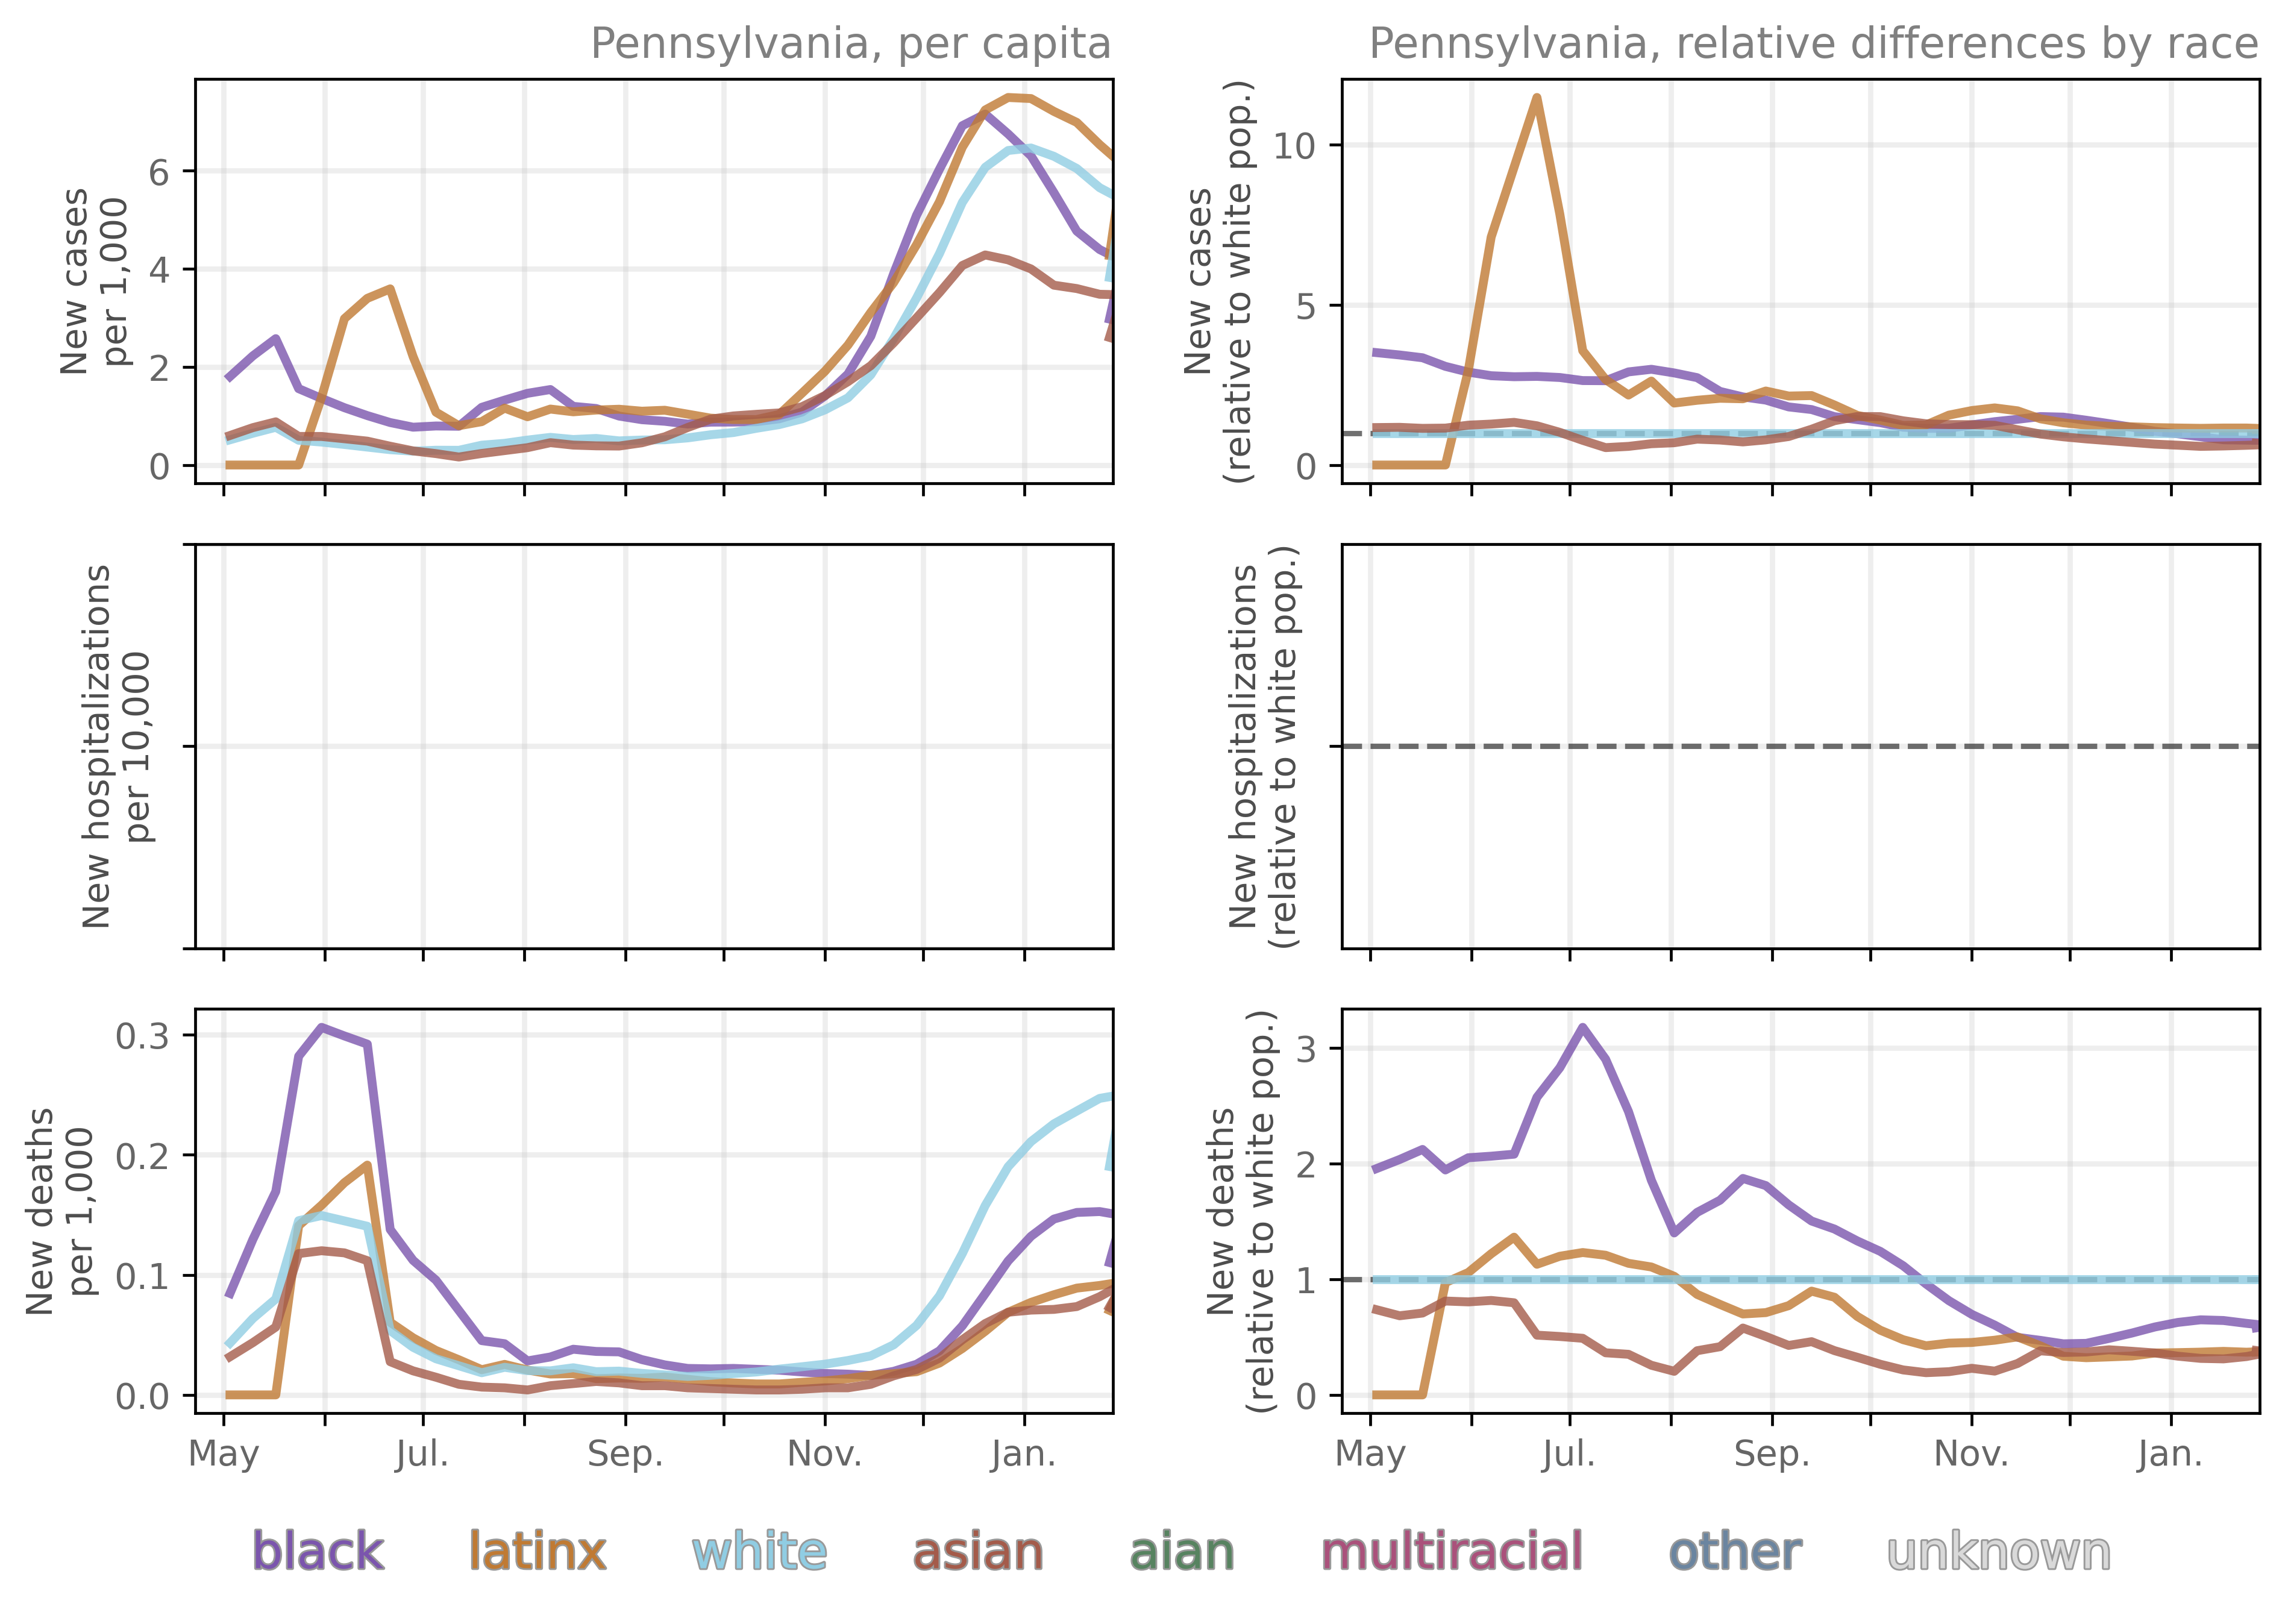 Pennsylvania, per capita
Pennsylvania, relative differences by race
New cases
per 1,000
6
4
2
0
New cases
(relative to white pop.)
10
5
0
New hospitalizations
per 10,000
New hospitalizations
(relative to white pop.)
New deaths
per 1,000
0.3
0.2
0.1
0.0
May Jul. Sep. Nov. Jan.
New deaths
(relative to white pop.)
3
2
1
0
May Jul. Sep. Nov. Jan.
black latinx white asian aian multiracial other unknown